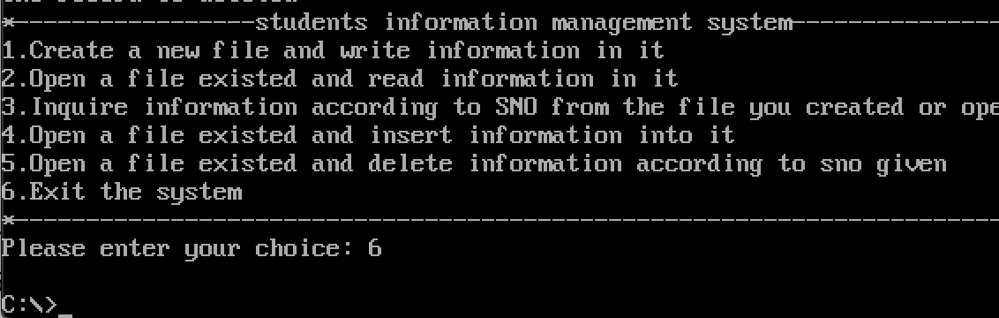 *-----------------students information management system---------------
1.Create a new file and write information in it
2.Open a file existed and read information in it
3.Inquire information according to SNO from the file you created or ope
4.Open a file existed and insert information into it
5.Open a file existed and delete information according to sno given
6.Exit the system
*----------------------------------------------------------------------
Please enter your choice: 6
C:\>_